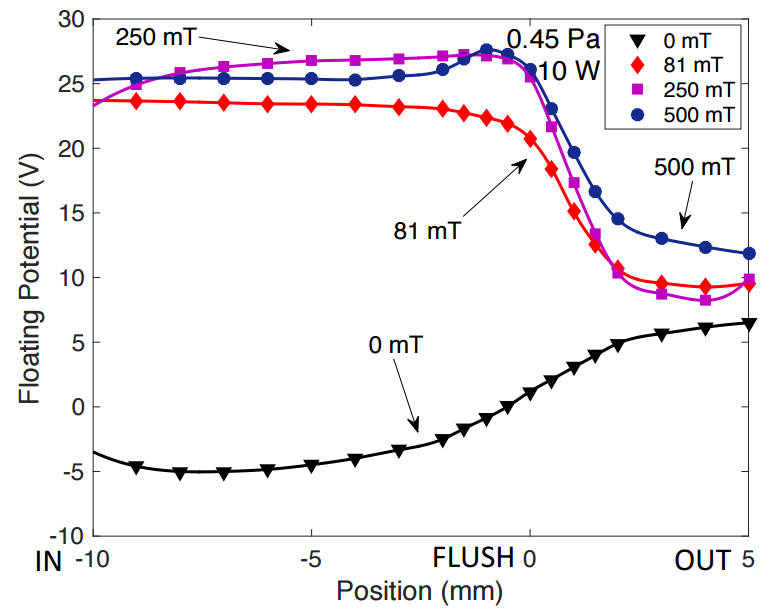 30
25
20
15
10
5
0
-5
-10
Floating Potential (V)
250 mT
0.45 Pa
10 W
0 mT
81 mT
250 mT
500 mT
500 mT
81 mT
0 mT
IN -10 -5 FLUSH 0 OUT 5
Position (mm)